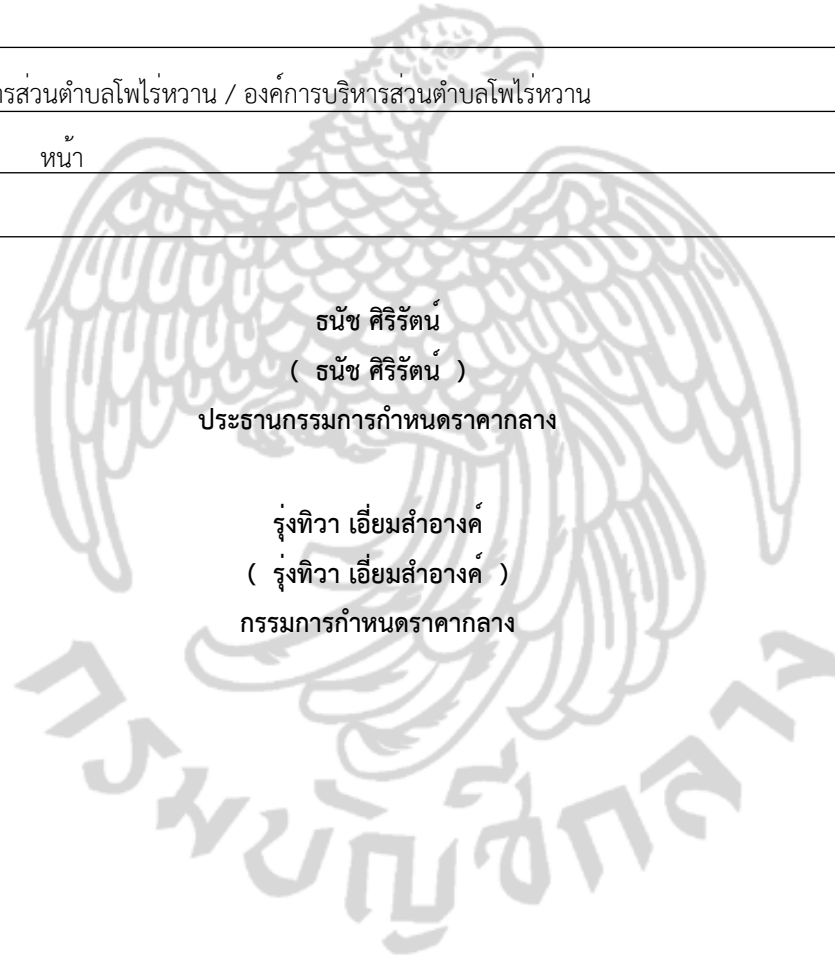 ารส่วนตำบลโพไร่หวาน / องค์การบริหารส่วนตำบลโพไร่หวาน
หน้า
ธนัช ศิริรัตน์
( ธนัช ศิริรัตน์ )
ประธานกรรมการกำหนดราคากลาง
รุ่งทิวา เอี่ยมสำอางค์
( รุ่งทิวา เอี่ยมสำอางค์ )
กรรมการกำหนดราคากลาง
กรมบัญชีกลาง